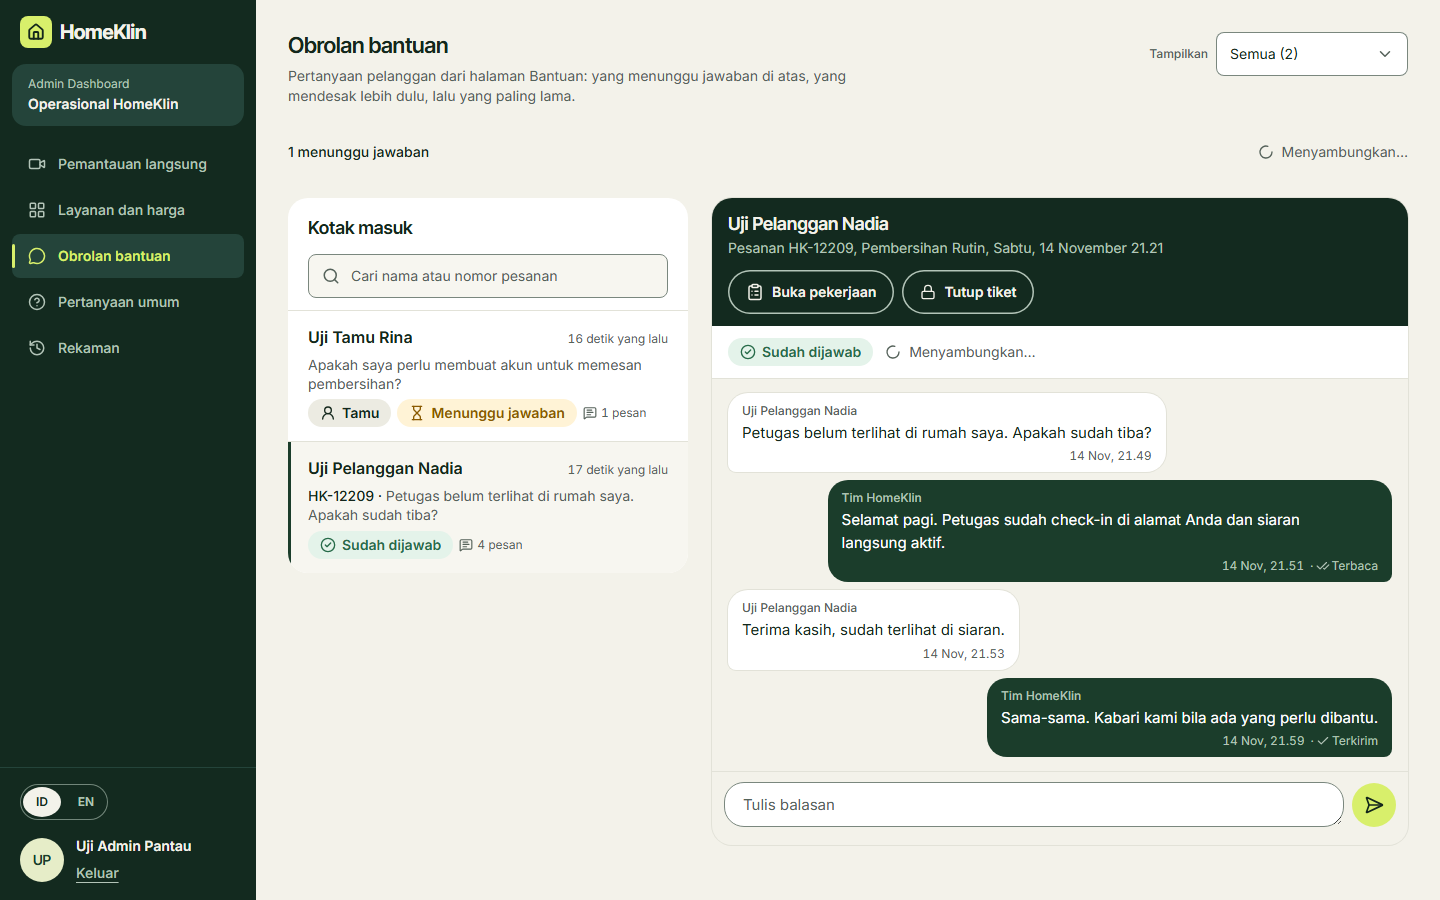 HomeKlin
Admin Dashboard
Operasional HomeKlin
Pemantauan langsung
Layanan dan harga
Obrolan bantuan
Pertanyaan umum
Rekaman
ID EN
UP
Uji Admin Pantau
Keluar
Obrolan bantuan
Pertanyaan pelanggan dari halaman Bantuan: yang menunggu jawaban di atas, yang
mendesak lebih dulu, lalu yang paling lama.
Tampilkan
Semua (2)
1 menunggu jawaban
Menyambungkan...
Kotak masuk
Cari nama atau nomor pesanan
Uji Tamu Rina
16 detik yang lalu
Apakah saya perlu membuat akun untuk memesan
pembersihan?
Tamu
Menunggu jawaban
1 pesan
Uji Pelanggan Nadia
17 detik yang lalu
HK-12209 · Petugas belum terlihat di rumah saya.
Apakah sudah tiba?
Sudah dijawab
4 pesan
Uji Pelanggan Nadia
Pesanan HK-12209, Pembersihan Rutin, Sabtu, 14 November 21.21
Buka pekerjaan
Tutup tiket
Sudah dijawab
Menyambungkan...
Uji Pelanggan Nadia
Petugas belum terlihat di rumah saya. Apakah sudah tiba?
14 Nov, 21.49
Tim HomeKlin
Selamat pagi. Petugas sudah check-in di alamat Anda dan siaran
langsung aktif.
14 Nov, 21.51 · Terbaca
Uji Pelanggan Nadia
Terima kasih, sudah terlihat di siaran.
14 Nov, 21.53
Tim HomeKlin
Sama-sama. Kabari kami bila ada yang perlu dibantu.
14 Nov, 21.59 · Terkirim
Tulis balasan